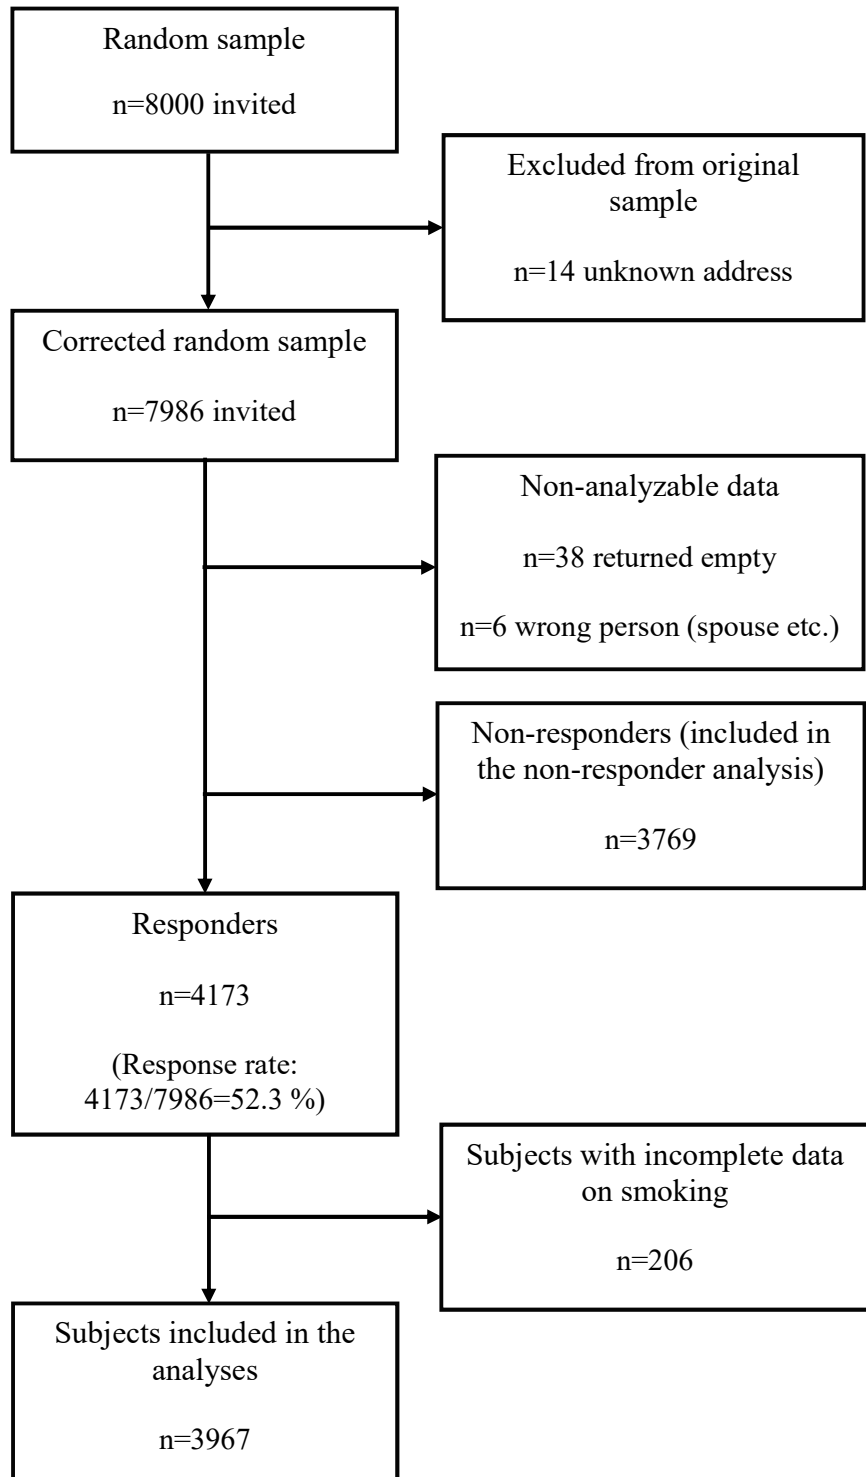 Random sample
n=8000 invited
Excluded from original
sample
n=14 unknown address
Corrected random sample
n=7986 invited
Non-analyzable data
n=38 returned empty
n=6 wrong person (spouse etc.)
Non-responders (included in
the non-responder analysis)
n=3769
Responders
n=4173
(Response rate:
4173/7986=52.3 %)
Subjects with incomplete data
on smoking
n=206
Subjects included in the
analyses
n=3967